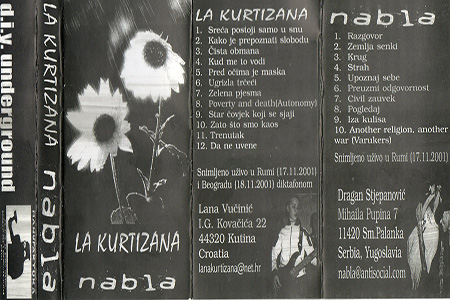 d.i.y. underground
LA KURTIZANA nabla
LA KURTIZANA
nabla
LA KURTIZANA
1. Sreća postoji samo u snu
2. Kako je prepoznati slobodu
3. Čista obmana
4. Kud me to vodi
5. Pred očima je maska
6. Ugrizla trčeći
7. Zelena pjesma
8. Poverty and death(Autonomy)
9. Star čovjek koji se sjaji
10. Zato što smo kaos
11. Trenutak
12. Da ne uvene
Snimljeno uživo u Rumi (17.11.2001)
i Beogradu (18.11.2001) diktafonom
Lana Vučinić
I.G. Kovačića 22
44320 Kutina
Croatia
lanakurtizana@net.hr
nabla
1. Razgovor
2. Zemlja senki
3. Krug
4. Strah
5. Upoznaj sebe
6. Preuzmi odgovornost
7. Civil zauvek
8. Pogledaj
9. Iza kulisa
10. Another religion, another
war (Varukers)
Snimljeno uživo u Rumi (17.11.2001)
Dragan Stjepanović
Mihaila Pupina 7
11420 Sm.Palanka
Serbia, Yugoslavia
nabla@antisocial.com